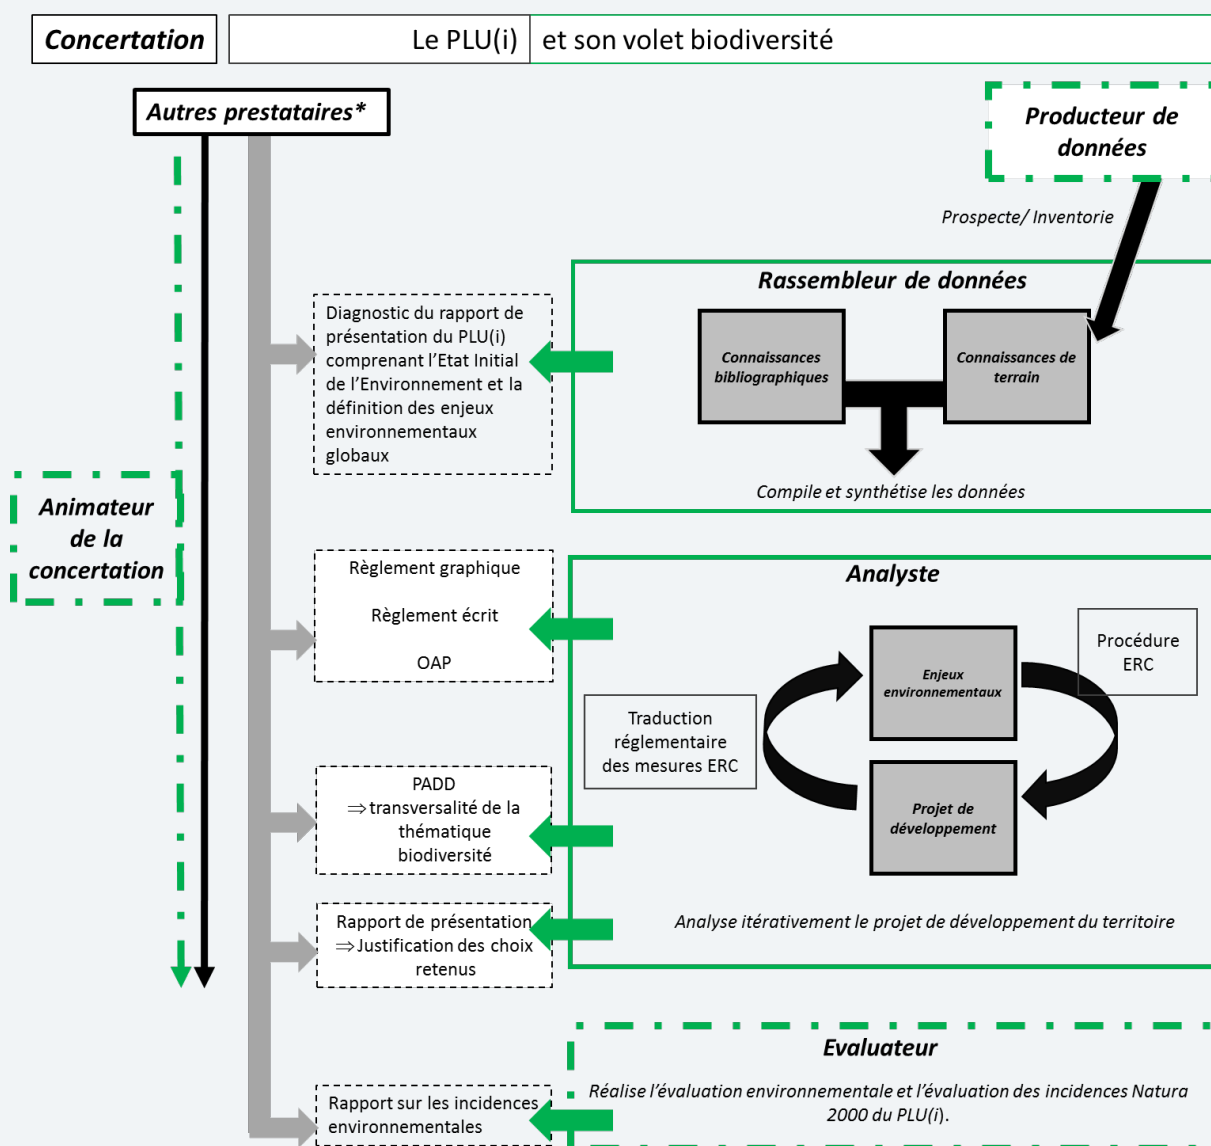 Concertation
Le PLU(i) et son volet biodiversité
Autres prestataires*
Producteur de
données
Prospecte/ Inventorie
Rassembleur de données
Connaissances
bibliographiques
Connaissances de
terrain
Compile et synthétise les données
Diagnostic du rapport de
présentation du PLU(i)
comprenant l’Etat Initial
de l’Environnement et la
définition des enjeux
environnementaux
globaux
Animateur
de la
concertation
Règlement graphique
Règlement écrit
OAP
Analyste
Enjeux
environnementaux
Procédure
ERC
Traduction
réglementaire
des mesures ERC
Projet de
développement
Analyse itérativement le projet de développement du territoire
PADD
⇒ transversalité de la
thématique
biodiversité
Rapport de présentation
⇒ Justification des choix
retenus
Evaluateur
Réalise l’évaluation environnementale et l’évaluation des incidences Natura
2000 du PLU(i).
Rapport sur les incidences
environnementales